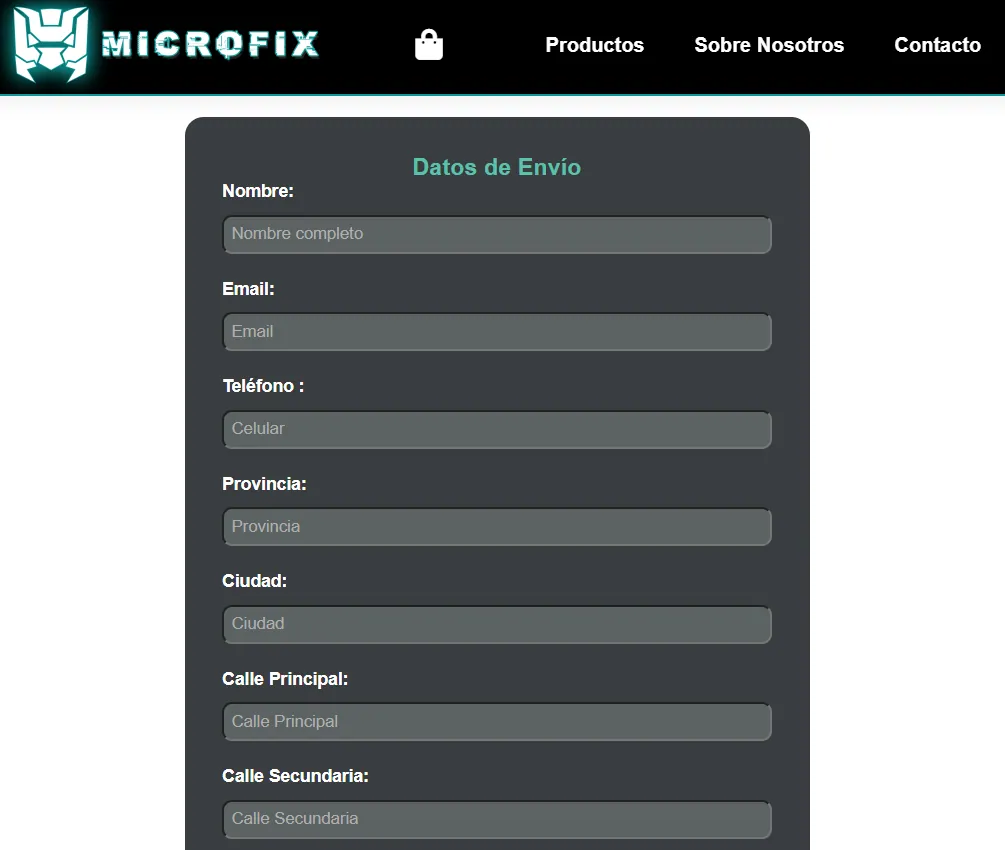 MICROFIX
Productos
Sobre Nosotros
Contacto
Datos de Envío
Nombre:
Nombre completo
Email:
Email
Teléfono :
Celular
Provincia:
Provincia
Ciudad:
Ciudad
Calle Principal:
Calle Principal
Calle Secundaria:
Calle Secundaria